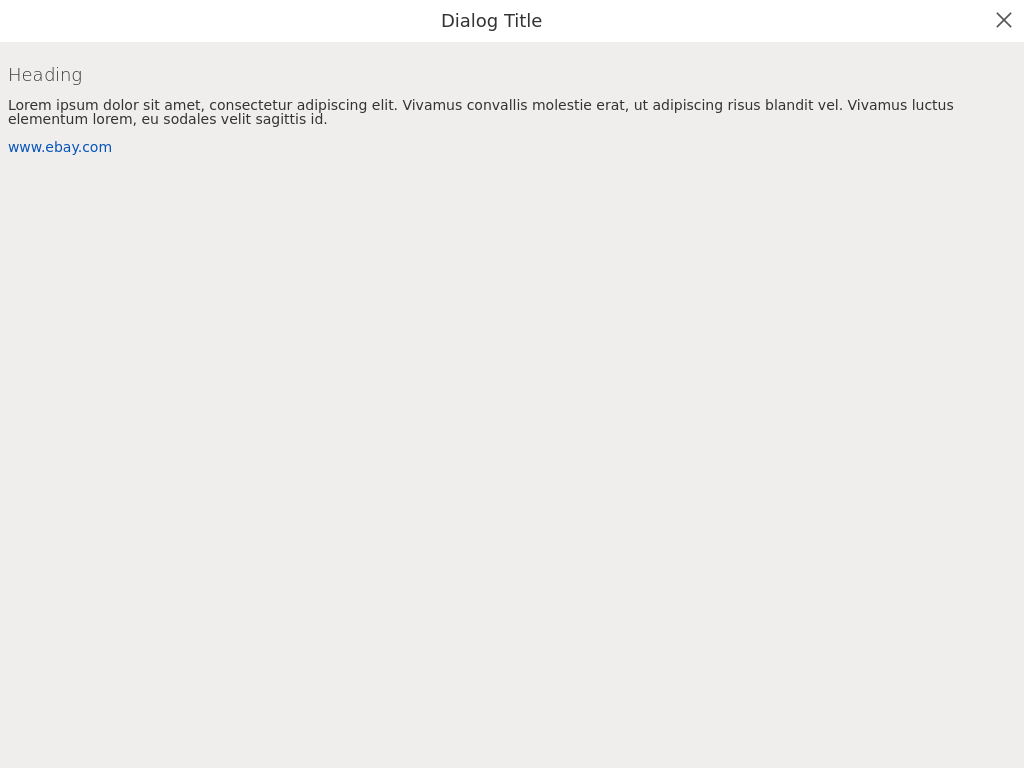 Dialog Title
Heading
Lorem ipsum dolor sit amet, consectetur adipiscing elit. Vivamus convallis molestie erat, ut adipiscing risus blandit vel. Vivamus luctus
elementum lorem, eu sodales velit sagittis id.
www.ebay.com